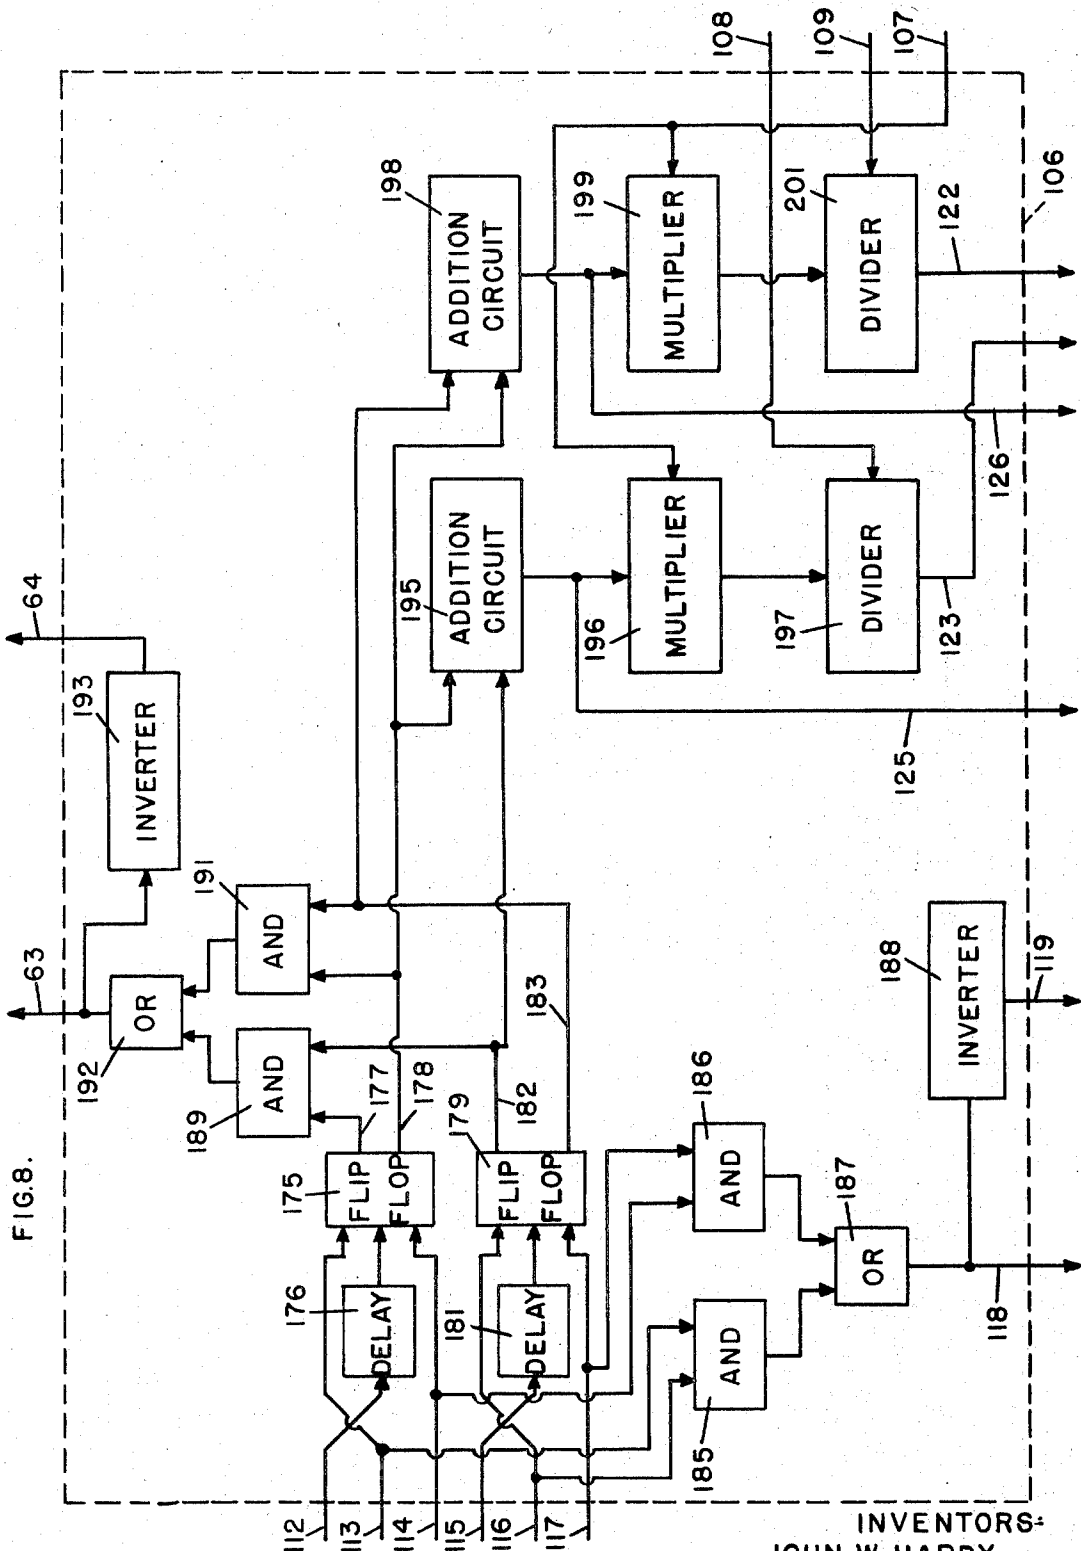 FIG.8.
63
64
192
OR
193
INVERTER
189
AND
191
AND
177
178
175
FLIP
FLOP
176
DELAY
179
FLIP
FLOP
181
DELAY
182
183
112
113
114
115
116
117
185
AND
186
AND
187
OR
188
INVERTER
118
119
195
ADDITION
CIRCUIT
198
ADDITION
CIRCUIT
196
MULTIPLIER
199
MULTIPLIER
197
DIVIDER
201
DIVIDER
108
109
107
125
123
126
122
106
INVENTORS:
JOHN W. HARDY